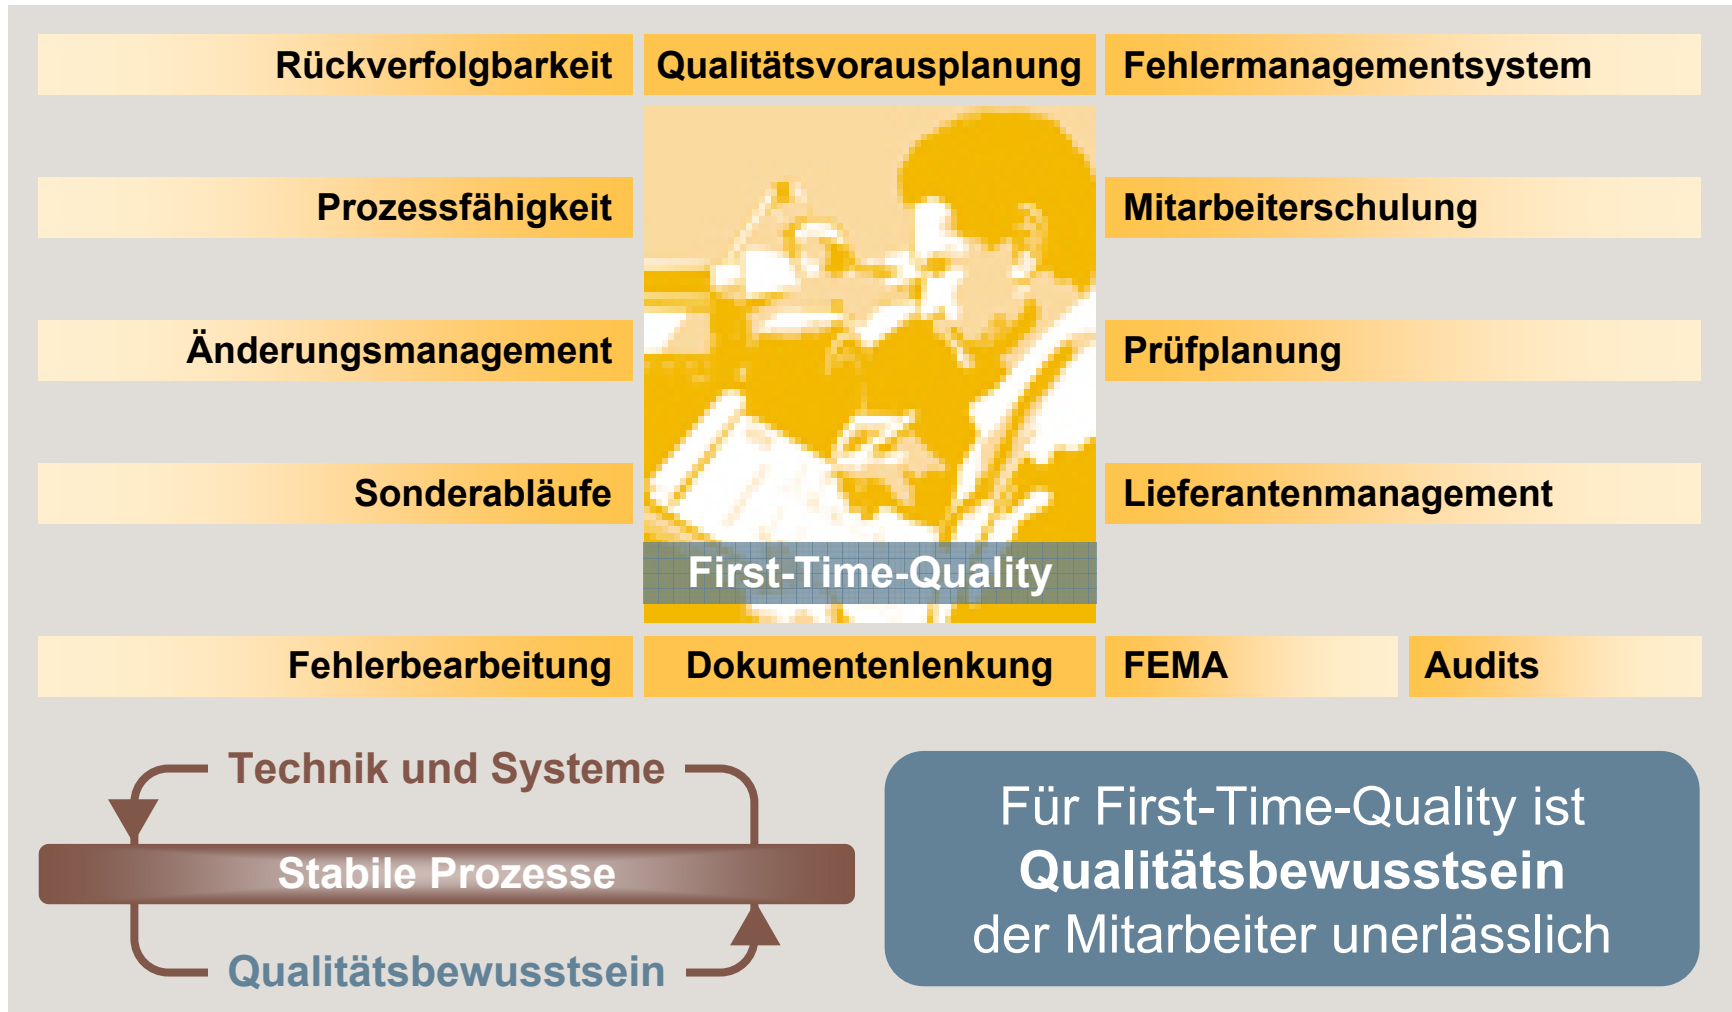 Rückverfolgbarkeit
Qualitätsvorausplanung
Fehlermanagementsystem
Prozessfähigkeit
Mitarbeiterschulung
Änderungsmanagement
Prüfplanung
Sonderabläufe
Lieferantenmanagement
First-Time-Quality
Fehlerbearbeitung
Dokumentenlenkung
FEMA
Audits
Technik und Systeme
Stabile Prozesse
Qualitätsbewusstsein
Für First-Time-Quality ist
Qualitätsbewusstsein
der Mitarbeiter unerlässlich